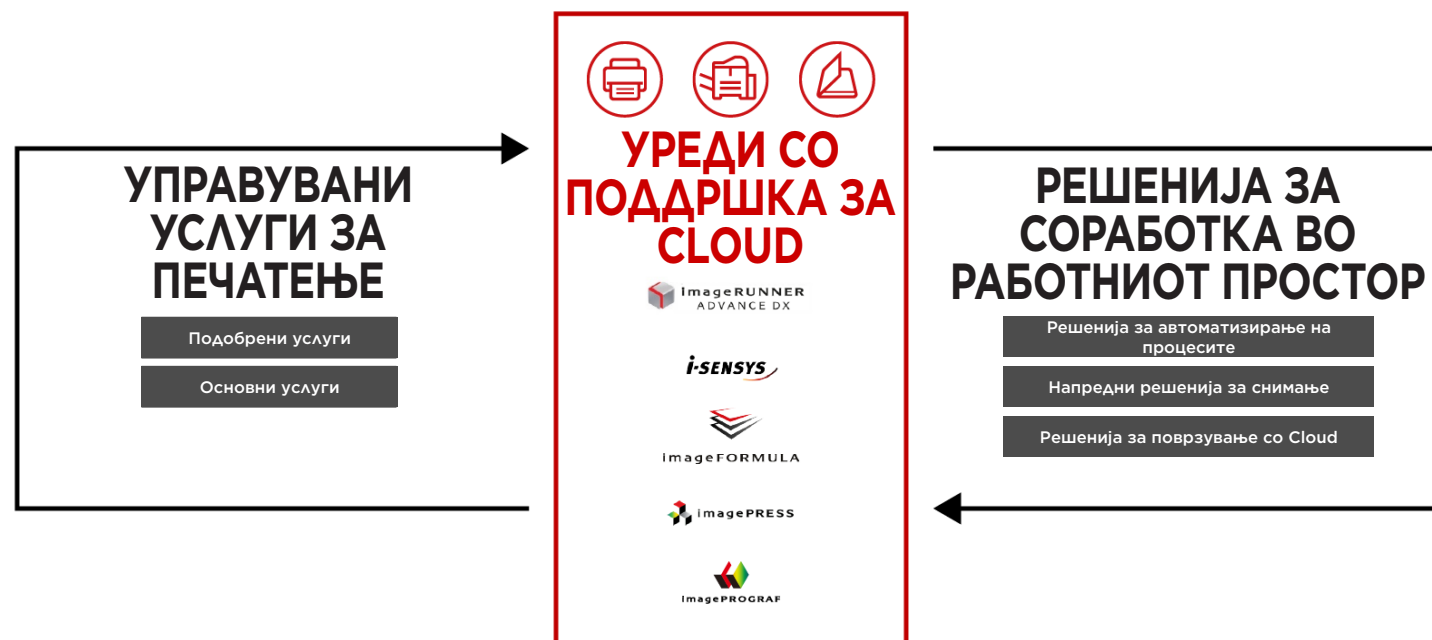 УПРАВУВАНИ
УСЛУГИ ЗА
ПЕЧАТЕЊЕ
Подобрени услуги
Основни услуги
УРЕДИ СО
ПОДДРШКА ЗА
CLOUD
imageRUNNER
ADVANCE DX
i-SENSYS
imageFORMULA
imagePRESS
imagePROGRAF
РЕШЕНИЈА ЗА
СОРАБОТКА ВО
РАБОТНИОТ ПРОСТОР
Решенија за автоматизирање на
процесите
Напредни решенија за снимање
Решенија за поврзување со Cloud